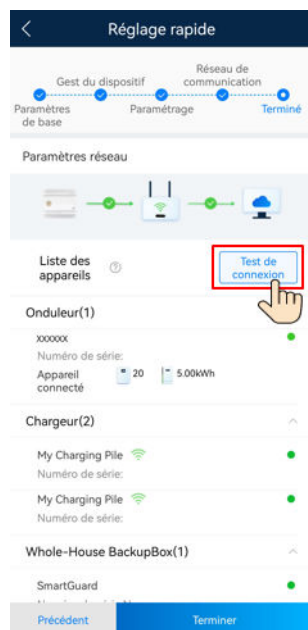 Réglage rapide
Gest du dispositif
Réseau de
communication
Paramètres
de base
Paramétrage
Terminé
Paramètres réseau
Liste des
appareils
Test de
connexion
Onduleur(1)
xxxxxx
Numéro de série:
Appareil
connecté
20
5.00kWh
Chargeur(2)
My Charging Pile
Numéro de série:
My Charging Pile
Numéro de série:
Whole-House BackupBox(1)
SmartGuard
Précédent
Terminer